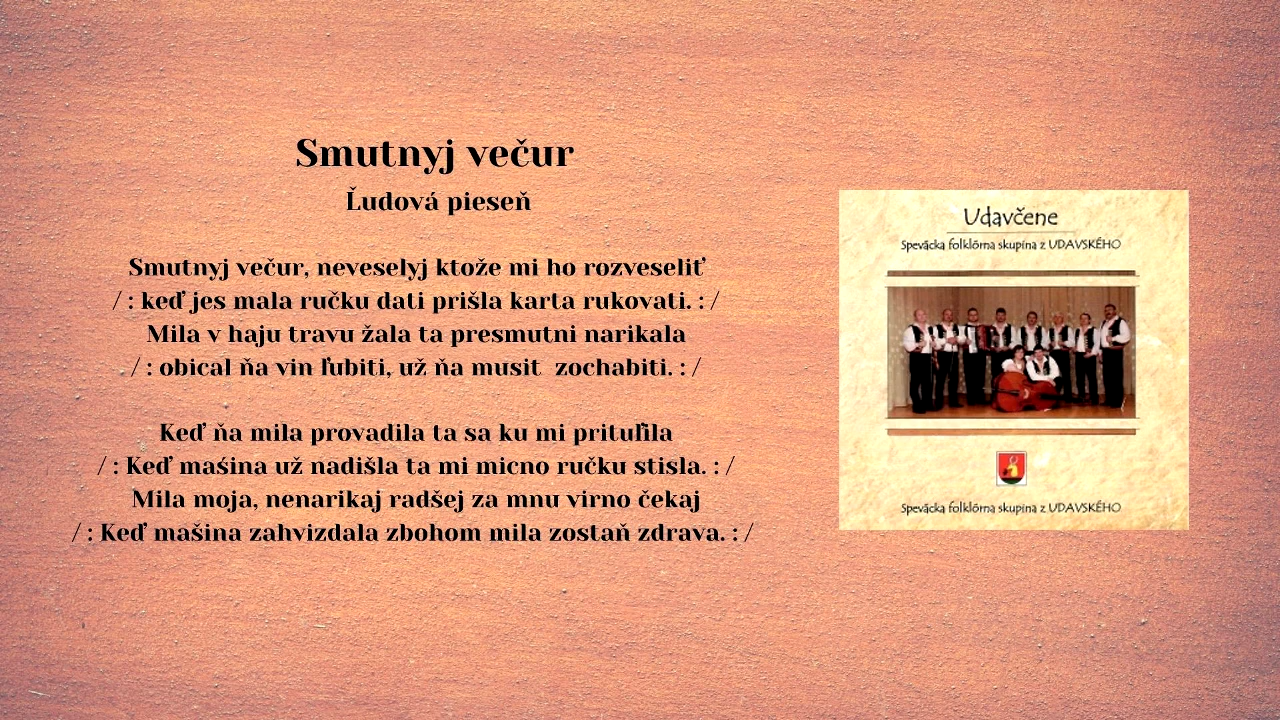 Smutnyj večur
Ľudová pieseň
Smutnyj večur, neveselyj ktože mi ho rozveseliť
/ : keď jes mala ručku dati prišla karta rukovati. : /
Mila v haju travu žala ta presmutni narikala
/ : obical ňa vin ľubiti, už ňa musit  zochabiti. : /
Keď ňa mila provadila ta sa ku mi prituľila
/ : Keď maśina už nadišla ta mi micno ručku stisla. : /
Mila moja, nenarikaj radšej za mnu virno čekaj
/ : Keď mašina zahvizdala zbohom mila zostaň zdrava. : /
Udavčene
Spevácka folklórna skupina z UDAVSKÉHO
Spevácka folklórna skupina z UDAVSKÉHO